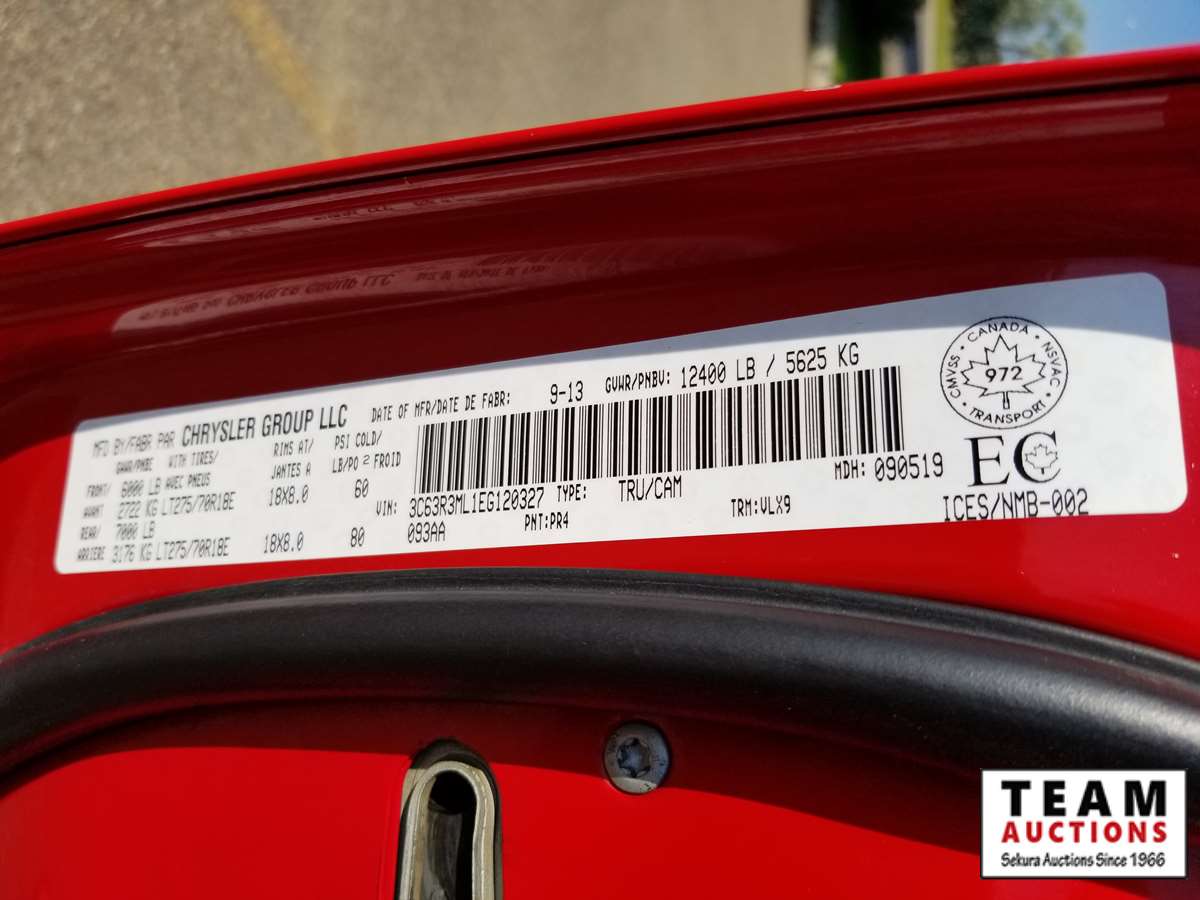 MFD BY/FABR PAR CHRYSLER GROUP LLC DATE OF MFR/DATE DE FABR: 9-13 GVWR/PNBV: 12400 LB / 5625 KG
GAWR/PNBE WITH TIRES/ RIMS AT/ PSI COLD/
AVEC PNEUS JANTES A LB/PO2 FROID
FRONT/ 6000 LB
AVANT 2722 KG LT275/70R18E 18X8.0 60
REAR/ 7000 LB
ARRIERE 3176 KG LT275/70R18E 18X8.0 80
MDH: 090519
VIN: 3C63R3ML1EG120327 TYPE: TRU/CAM TRM:VLX9
093AA PNT:PR4
CMVSS · CANADA · NSVAC
972
· TRANSPORT ·
EC
ICES/NMB-002
TEAM
AUCTIONS
Sekura Auctions Since 1966